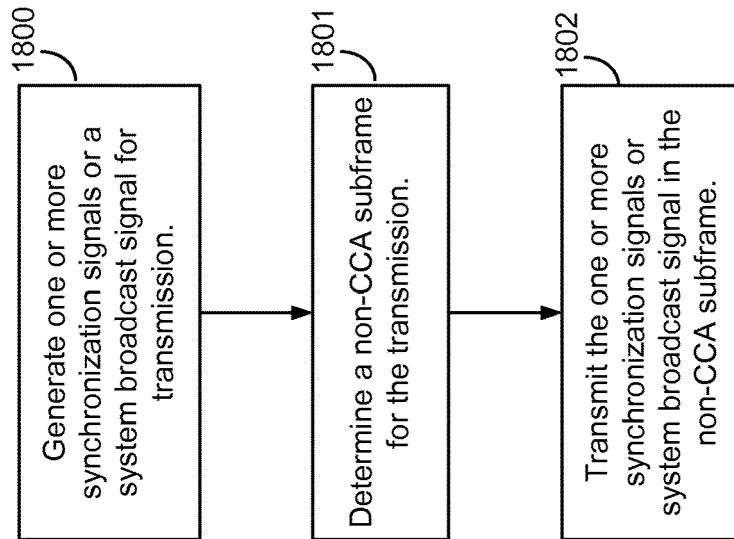 1800
Generate one or more
synchronization signals or a
system broadcast signal for
transmission.
1801
Determine a non-CCA subframe
for the transmission.
1802
Transmit the one or more
synchronization signals or
system broadcast signal in the
non-CCA subframe.